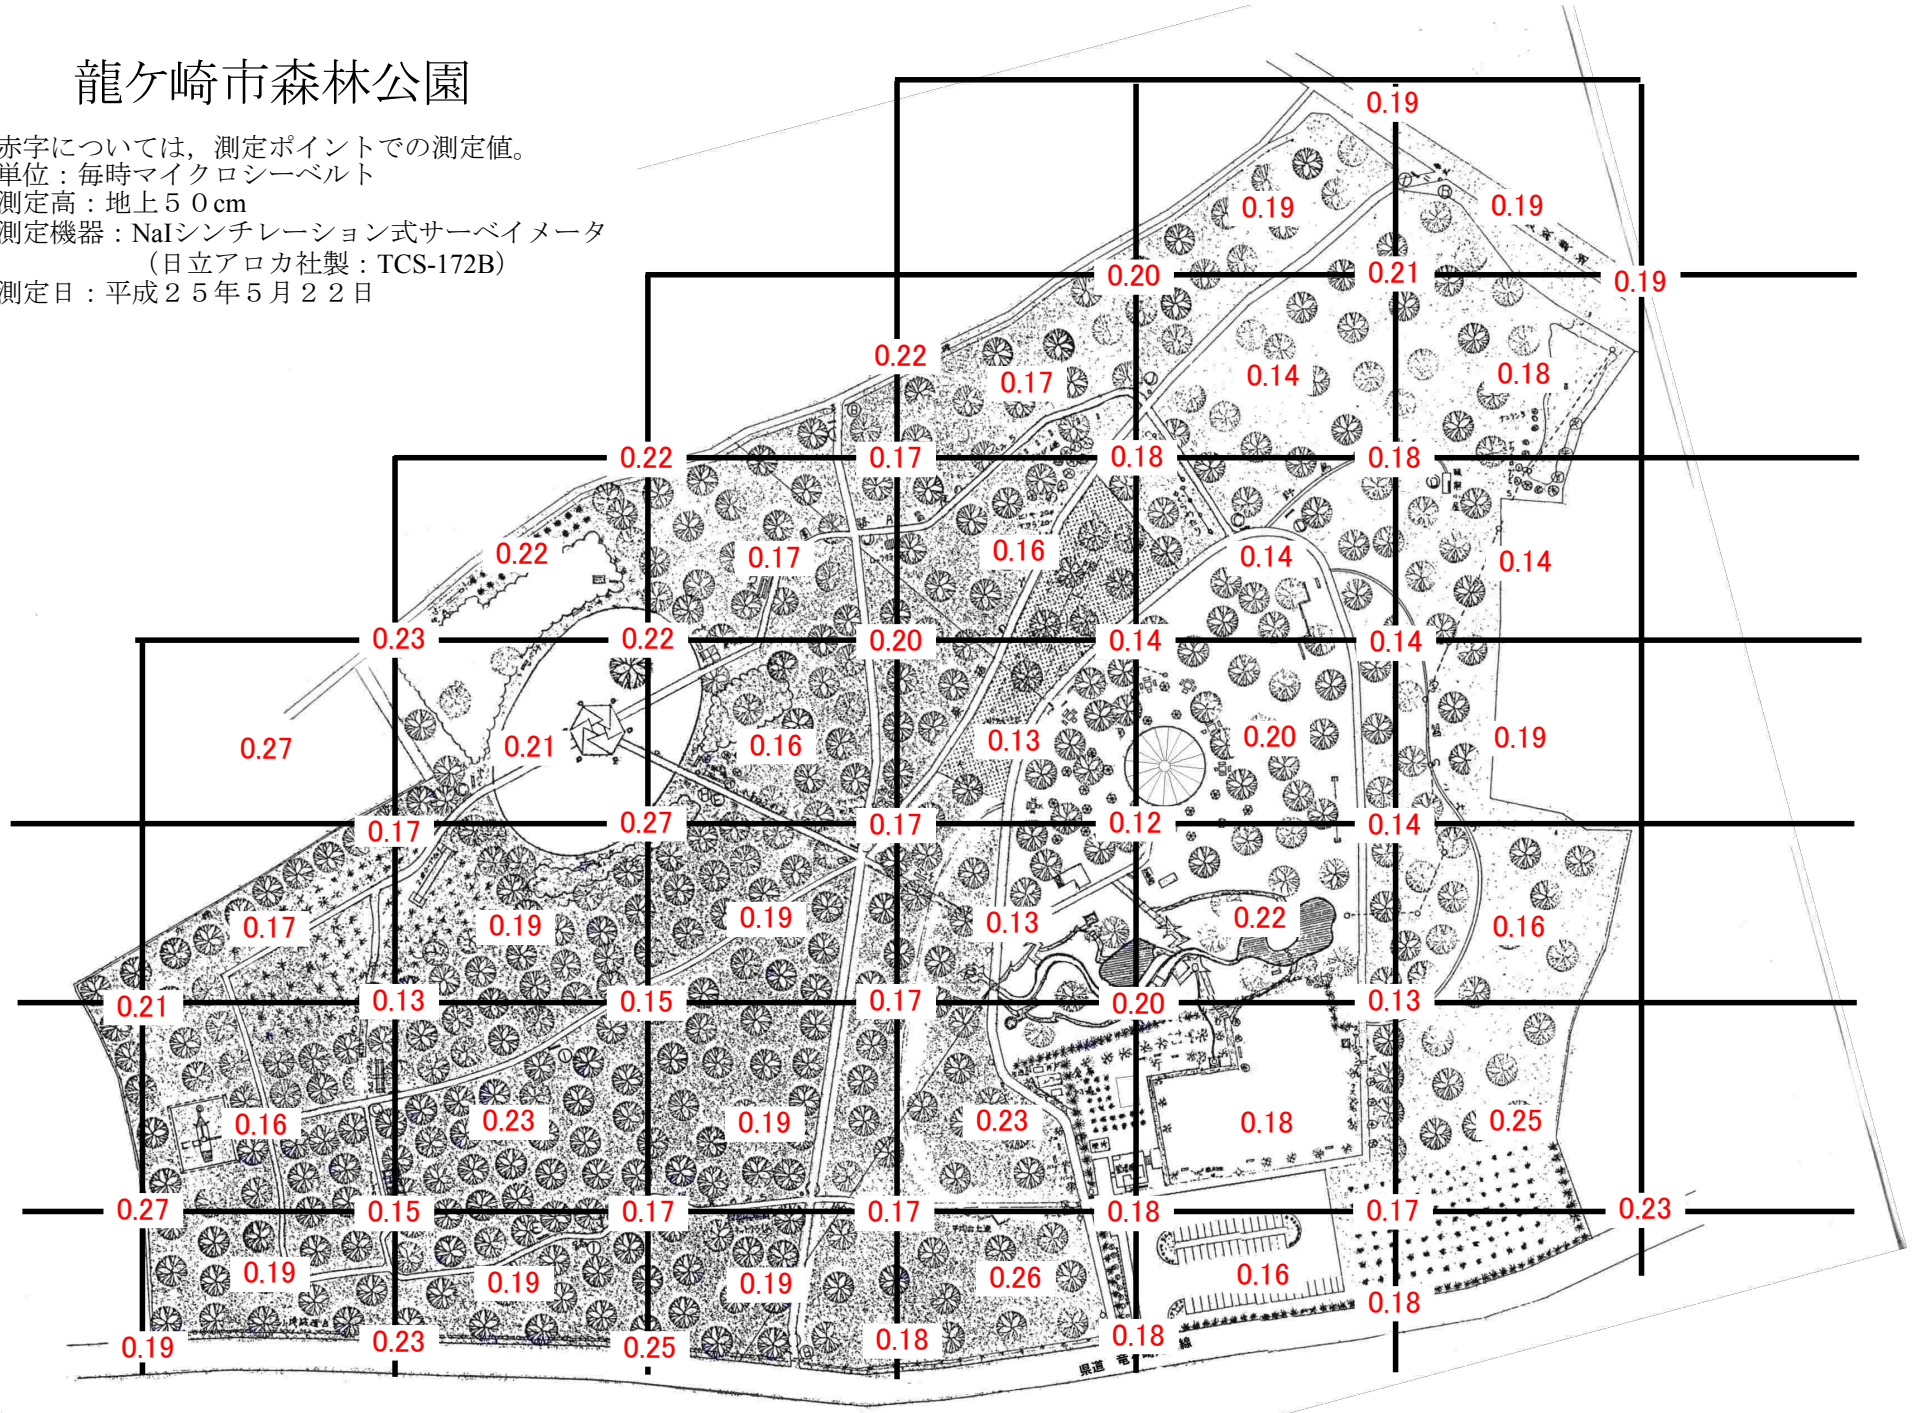 龍ケ崎市森林公園
赤字については，測定ポイントでの測定値。
単位：毎時マイクロシーベルト
測定高：地上５０cm
測定機器：NaIシンチレーション式サーベイメータ
（日立アロカ社製：TCS-172B）
測定日：平成２５年５月２２日
0.19
0.19 0.19
0.20 0.21 0.19
0.22
0.17 0.14 0.18
0.22 0.17 0.18 0.18
0.22 0.17 0.16 0.14 0.14
0.23 0.22 0.20 0.14 0.14
0.27 0.21 0.16 0.13 0.20 0.19
0.17 0.27 0.17 0.12 0.14
0.17 0.19 0.19 0.13 0.22 0.16
0.21 0.13 0.15 0.17 0.20 0.13
0.16 0.23 0.19 0.23 0.18 0.25
0.27 0.15 0.17 0.17 0.18 0.17 0.23
0.19 0.19 0.19 0.26 0.16
0.18
0.19 0.23 0.25 0.18 0.18
県道 竜
線